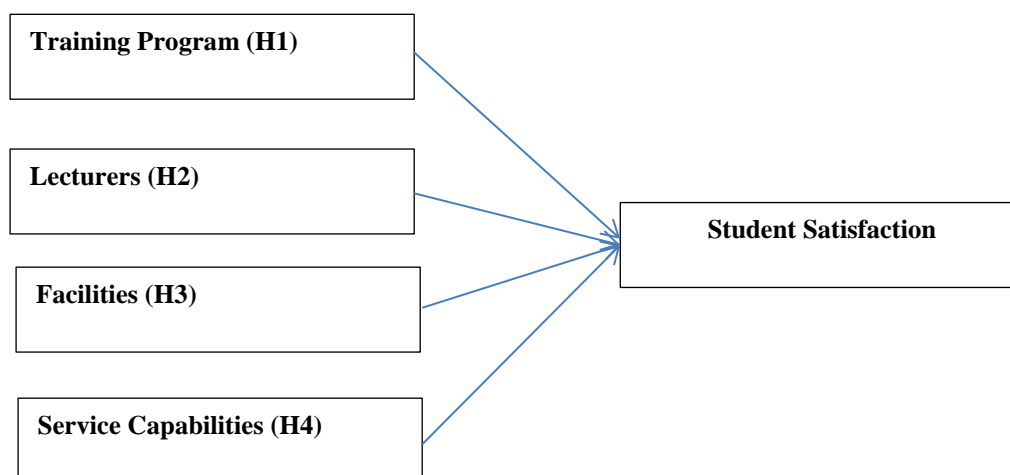 Training Program (H1)
Lecturers (H2)
Student Satisfaction
Facilities (H3)
Service Capabilities (H4)